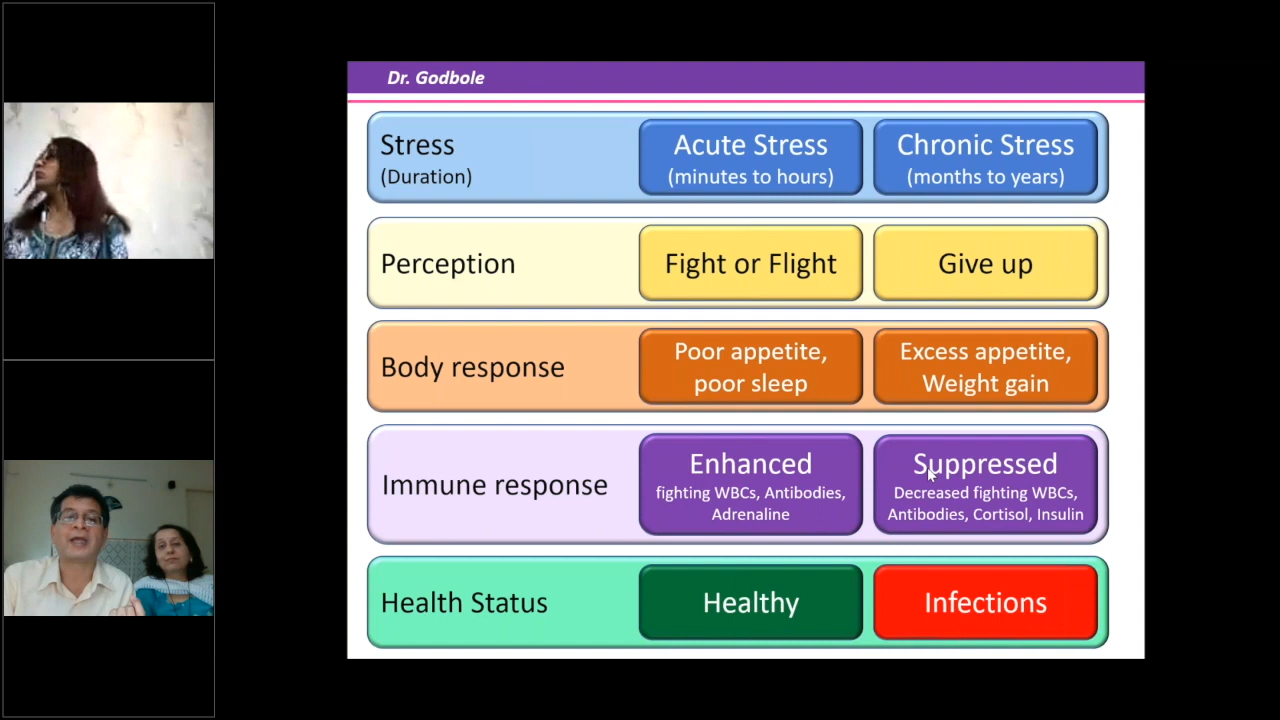 Dr. Godbole
Stress
(Duration)
Acute Stress
(minutes to hours)
Chronic Stress
(months to years)
Perception
Fight or Flight
Give up
Body response
Poor appetite,
poor sleep
Excess appetite,
Weight gain
Immune response
Enhanced
fighting WBCs, Antibodies,
Adrenaline
Suppressed
Decreased fighting WBCs,
Antibodies, Cortisol, Insulin
Health Status
Healthy
Infections